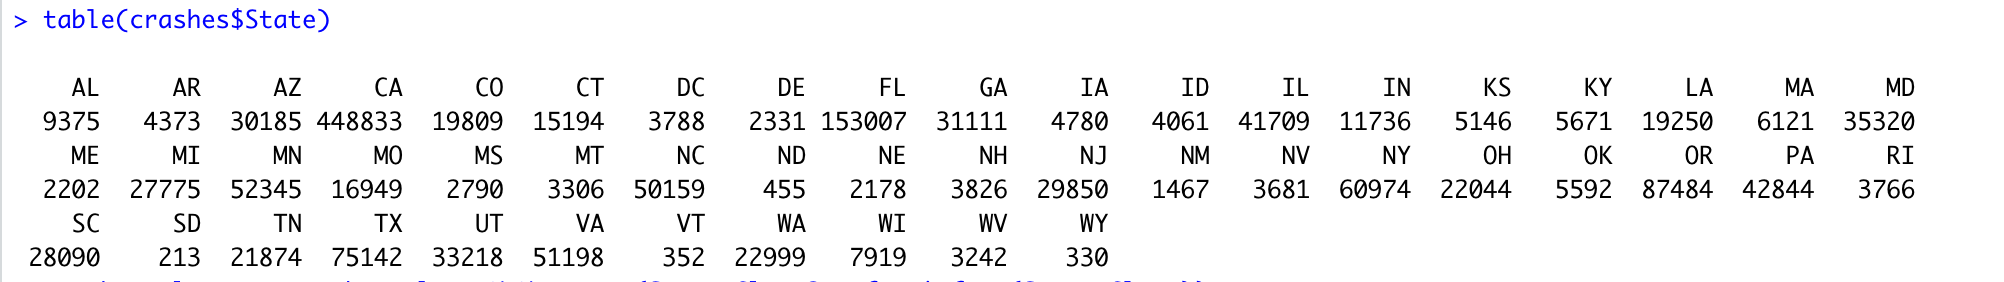 > table(crashes$State)
AL AR AZ CA CO CT DC DE FL GA IA ID IL IN KS KY LA MA MD
9375 4373 30185 448833 19809 15194 3788 2331 153007 31111 4780 4061 41709 11736 5146 5671 19250 6121 35320
ME MI MN MO MS MT NC ND NE NH NJ NM NV NY OH OK OR PA RI
2202 27775 52345 16949 2790 3306 50159 455 2178 3826 29850 1467 3681 60974 22044 5592 87484 42844 3766
SC SD TN TX UT VA VT WA WI WV WY
28090 213 21874 75142 33218 51198 352 22999 7919 3242 330